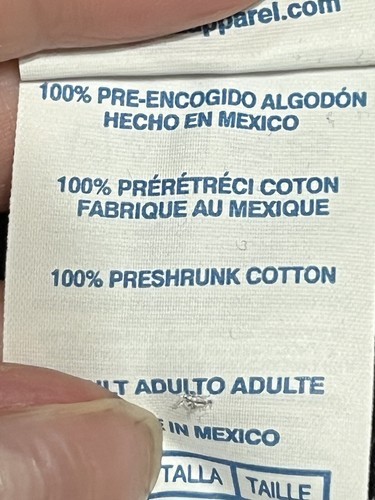 pparel.com
100% PRE-ENCOGIDO ALGODÓN
HECHO EN MEXICO
100% PRÉRÉTRÉCI COTON
FABRIQUE AU MEXIQUE
100% PRESHRUNK COTTON
LT ADULTO ADULTE
E IN MEXICO
TALLA TAILLE